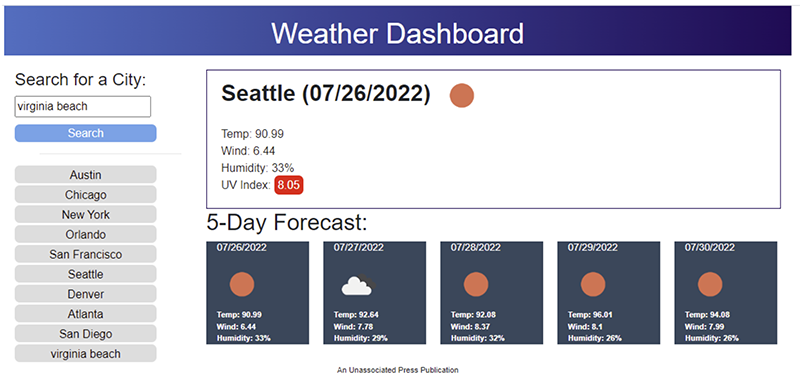 Weather Dashboard
Search for a City:
virginia beach
Search
Austin
Chicago
New York
Orlando
San Francisco
Seattle
Denver
Atlanta
San Diego
virginia beach
Seattle (07/26/2022)
Temp: 90.99
Wind: 6.44
Humidity: 33%
UV Index: 8.05
5-Day Forecast:
07/26/2022
Temp: 90.99
Wind: 6.44
Humidity: 33%
07/27/2022
Temp: 92.64
Wind: 7.78
Humidity: 29%
07/28/2022
Temp: 92.08
Wind: 8.37
Humidity: 32%
07/29/2022
Temp: 96.01
Wind: 8.1
Humidity: 26%
07/30/2022
Temp: 94.08
Wind: 7.99
Humidity: 26%
An Unassociated Press Publication